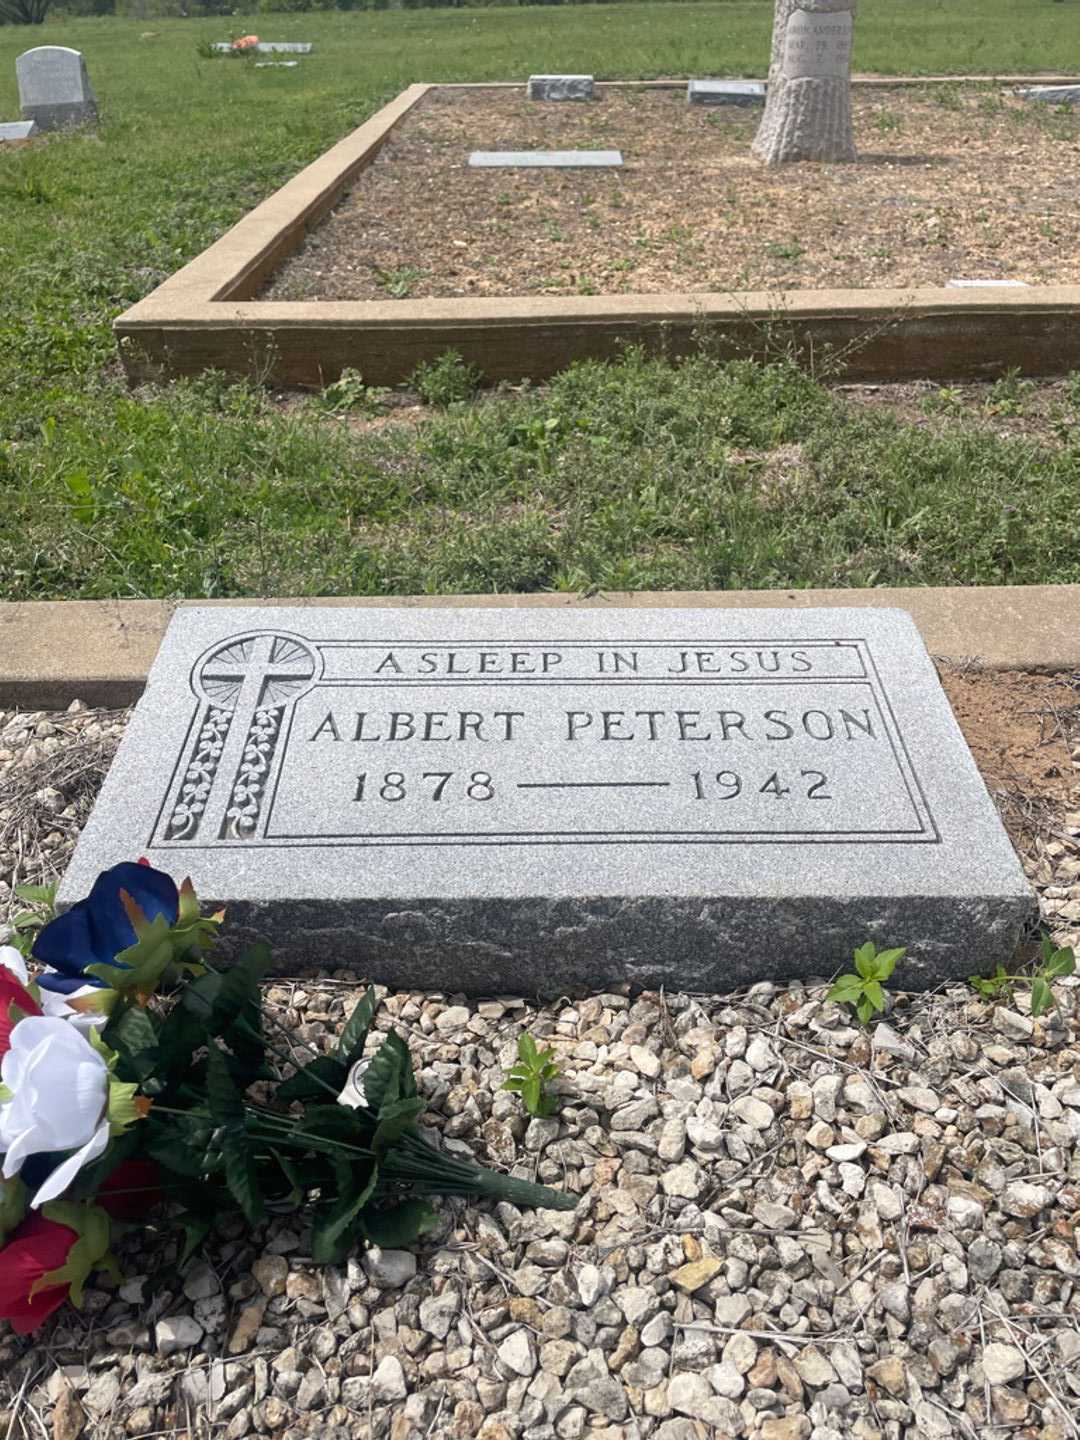 ASLEEP IN JESUS
ALBERT PETERSON
1878 — 1942